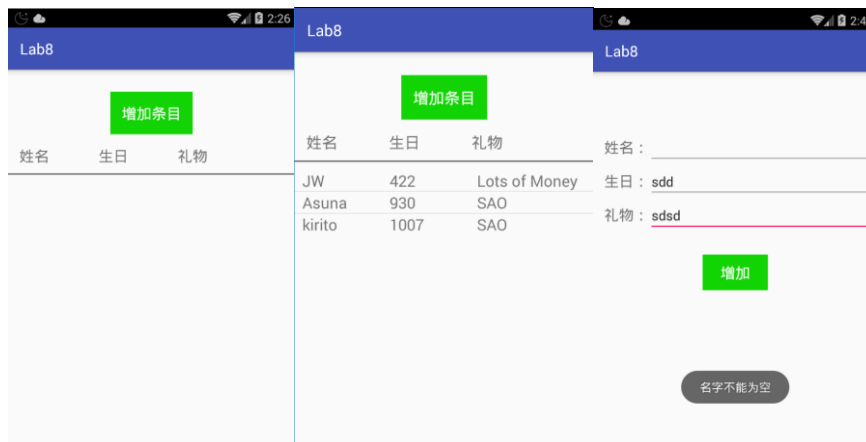 2:26
Lab8
增加条目
姓名 生日 礼物
Lab8
增加条目
姓名 生日 礼物
JW 422 Lots of Money
Asuna 930 SAO
kirito 1007 SAO
Lab8
姓名：
生日：sdd
礼物：sdsd
增加
名字不能为空